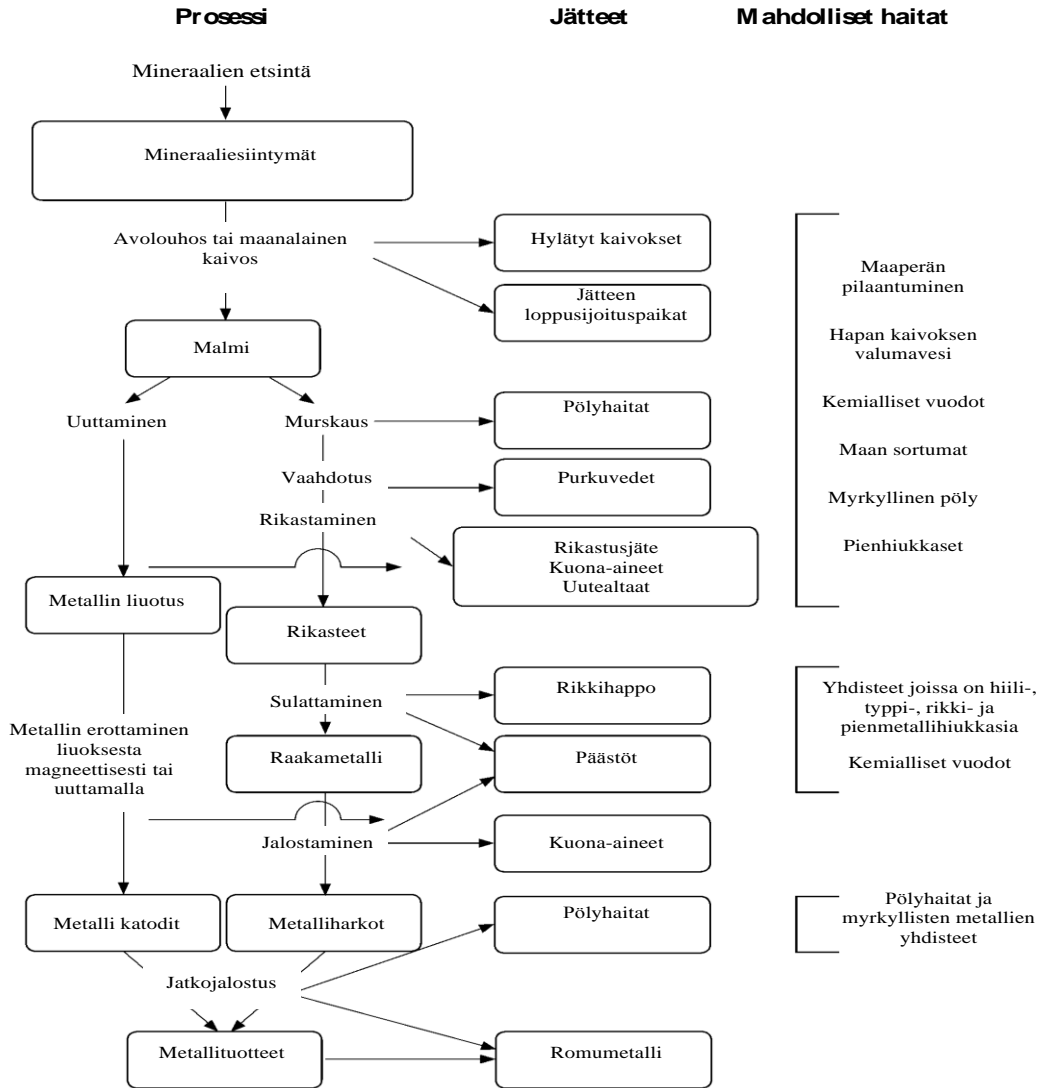 Prosessi
Jätteet
Mahdolliset haitat
Mineraalien etsintä
Mineraaliesiintymät
Avolouhos tai maanalainen
kaivos
Hylätyt kaivokset
Jätteen
loppusijoituspaikat
Maaperän
pilaantuminen
Hapan kaivoksen
valumavesi
Kemialliset vuodot
Maan sortumat
Myrkyllinen pöly
Pienhiukkaset
Malmi
Uuttaminen
Murskaus
Pölyhaitat
Vaahdotus
Purkuvedet
Rikastaminen
Rikastusjäte
Kuona-aineet
Uutealtaat
Metallin liuotus
Rikasteet
Sulattaminen
Rikkihappo
Yhdisteet joissa on hiili-,
typpi-, rikki- ja
pienmetallihiukkasia
Kemialliset vuodot
Metallin erottaminen
liuoksesta
magneettisesti tai
uuttamalla
Raakametalli
Päästöt
Jalostaminen
Kuona-aineet
Metalli katodit
Metalliharkot
Pölyhaitat
Pölyhaitat ja
myrkyllisten metallien
yhdisteet
Jatkojalostus
Metallituotteet
Romumetalli